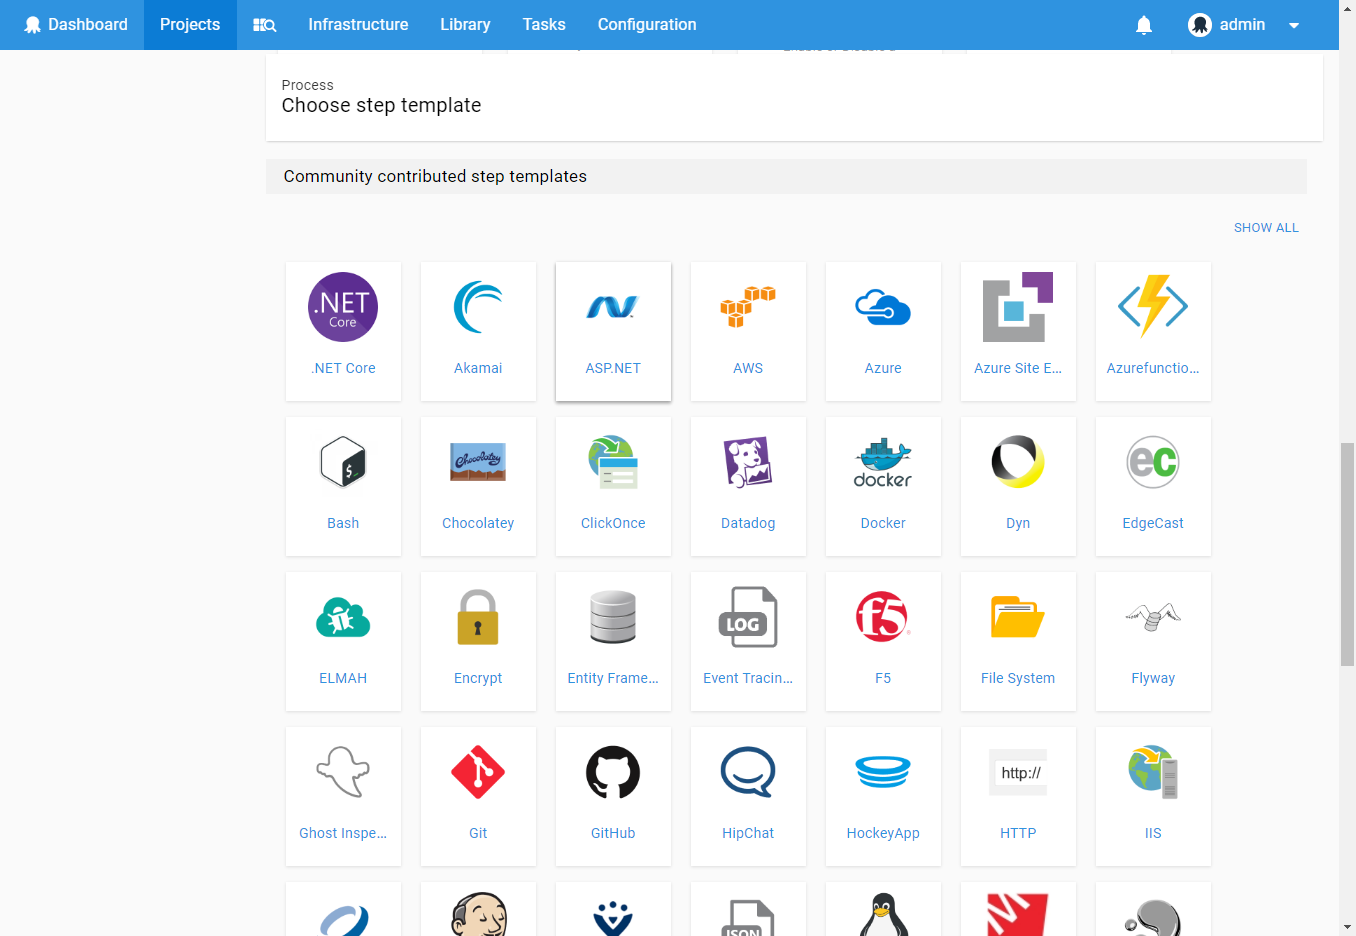 Dashboard Projects Infrastructure Library Tasks Configuration admin
Process
Choose step template
Community contributed step templates
SHOW ALL
.NET Core
.NET Core Akamai ASP.NET AWS Azure Azure Site E... Azurefunctio...
$
Chocolatey
docker
ec
Bash Chocolatey ClickOnce Datadog Docker Dyn EdgeCast
LOG
f5
ELMAH Encrypt Entity Frame... Event Tracin... F5 File System Flyway
http://
Ghost Inspe... Git GitHub HipChat HockeyApp HTTP IIS
JSON